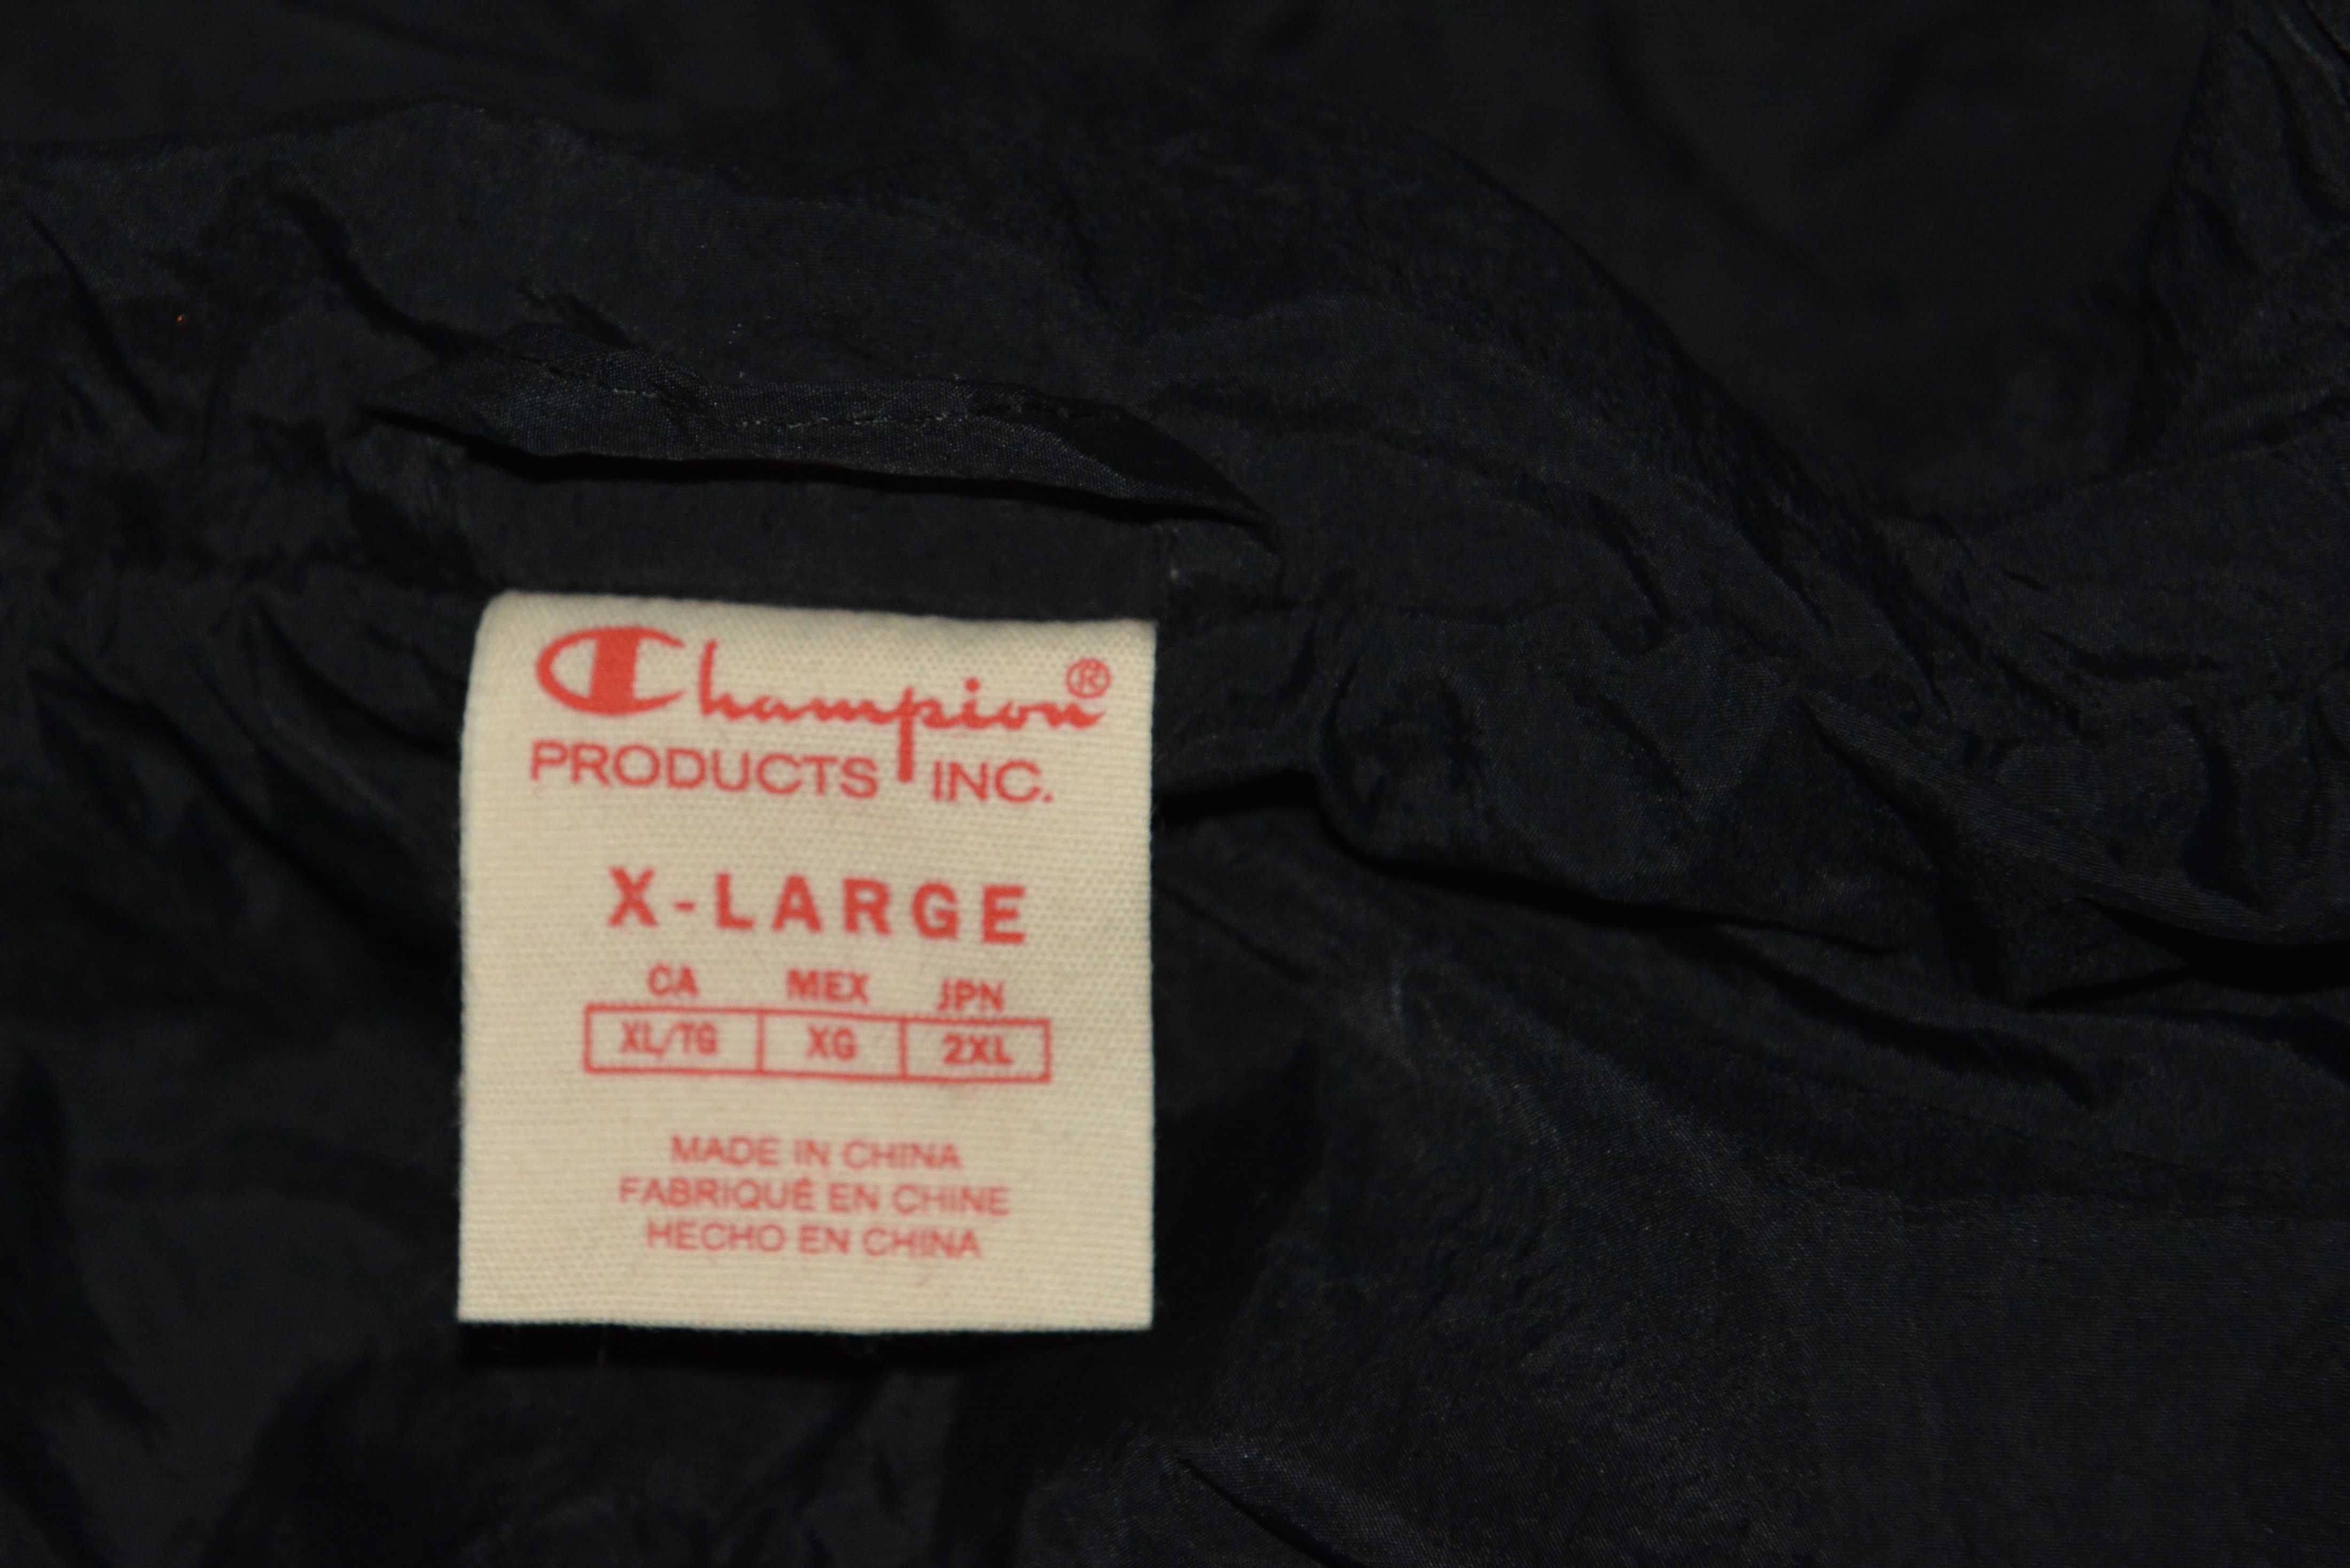 Champion®
PRODUCTS INC.
X-LARGE
CA MEX JPN
XL/TG XG 2XL
MADE IN CHINA
FABRIQUÉ EN CHINE
HECHO EN CHINA